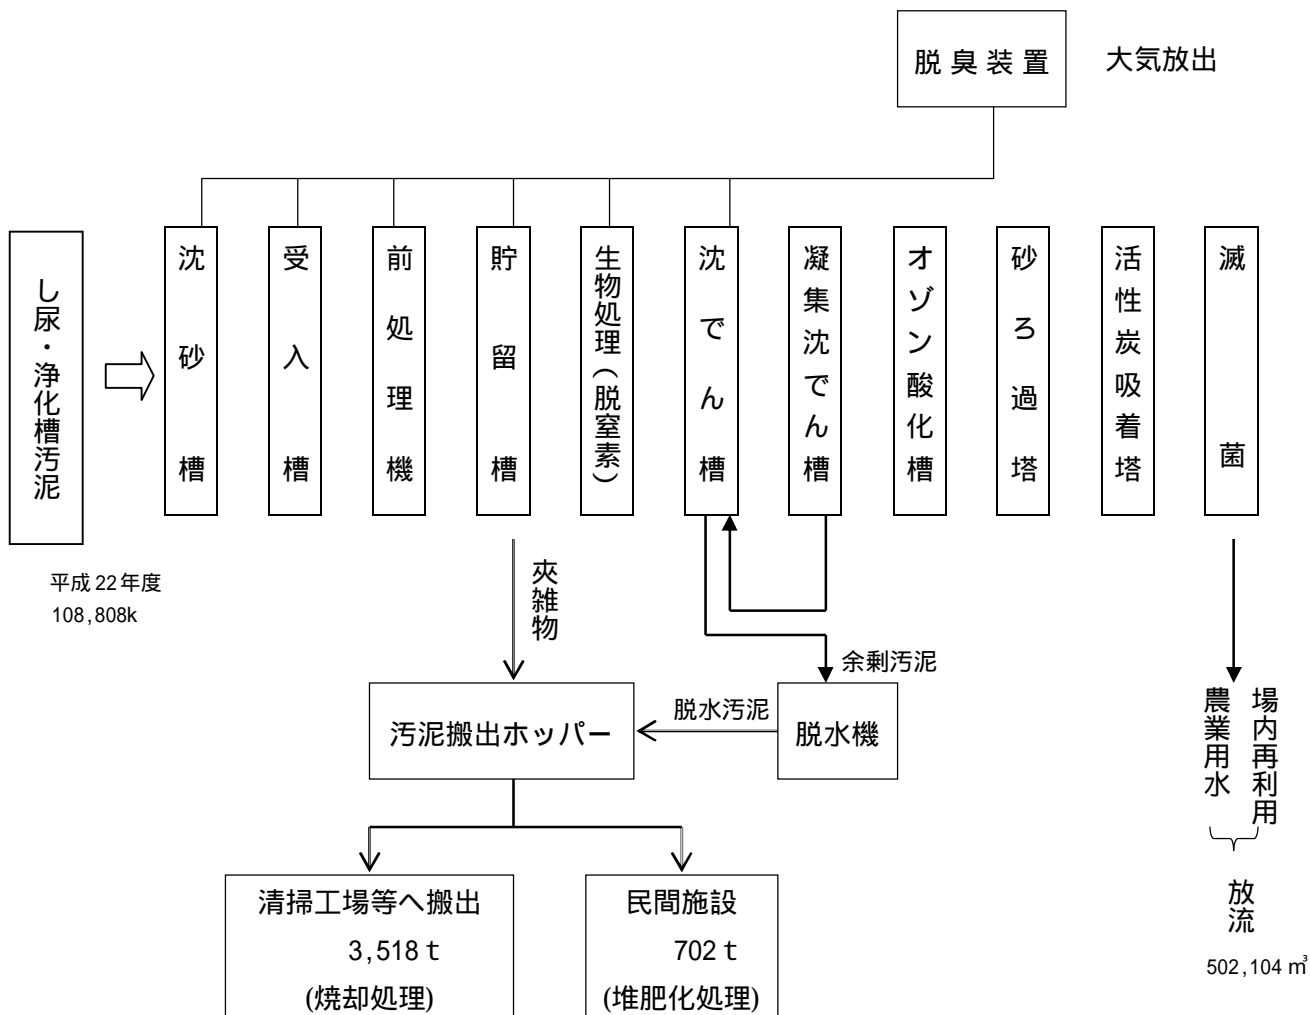 脱臭装置
大気放出
し尿・浄化槽汚泥
沈砂槽
受入槽
前処理機
貯留槽
生物処理(脱窒素)
沈でん槽
凝集沈でん槽
オゾン酸化槽
砂ろ過塔
活性炭吸着塔
滅菌
平成22年度
108,808k
夾雑物
余剰汚泥
脱水汚泥
汚泥搬出ホッパー
脱水機
場内再利用
農業用水
放流
502,104㎥
清掃工場等へ搬出
3,518t
(焼却処理)
民間施設
702t
(堆肥化処理)